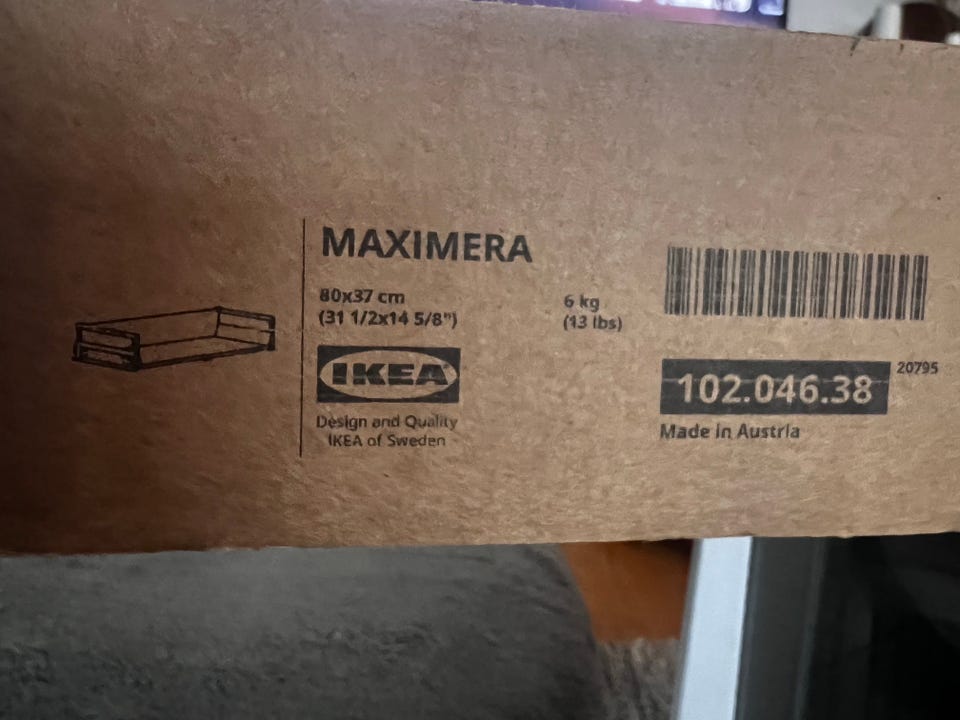 MAXIMERA
80x37 cm
(31 1/2x14 5/8")
6 kg
(13 lbs)
IKEA
Design and Quality
IKEA of Sweden
102.046.38
20795
Made in Austria